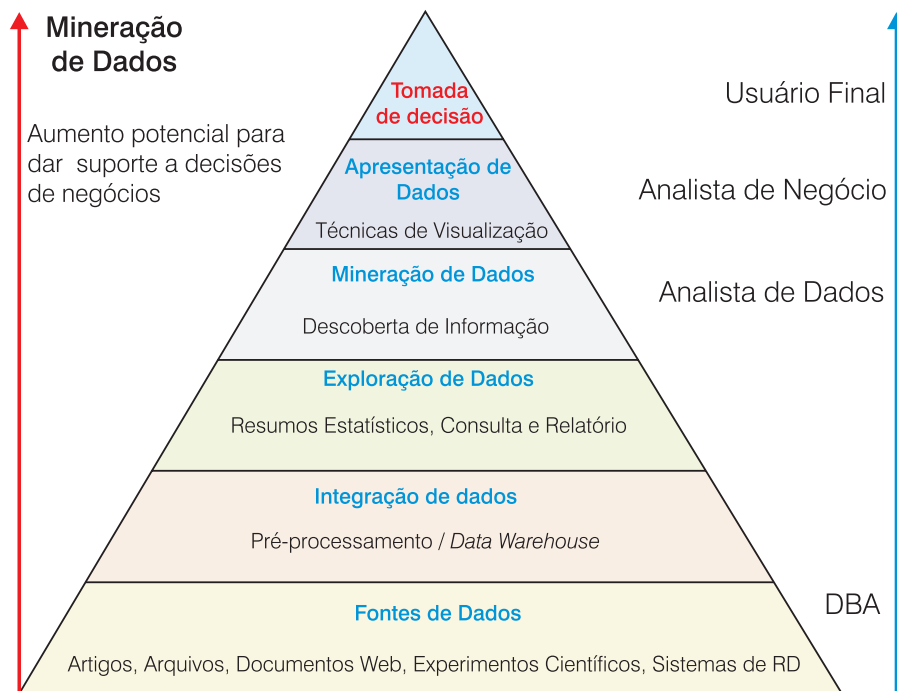 Mineração
de Dados
Aumento potencial para
dar suporte a decisões
de negócios
Tomada
de decisão
Usuário Final
Apresentação de
Dados
Técnicas de Visualização
Analista de Negócio
Mineração de Dados
Descoberta de Informação
Analista de Dados
Exploração de Dados
Resumos Estatísticos, Consulta e Relatório
Integração de dados
Pré-processamento / Data Warehouse
Fontes de Dados
Artigos, Arquivos, Documentos Web, Experimentos Científicos, Sistemas de RD
DBA